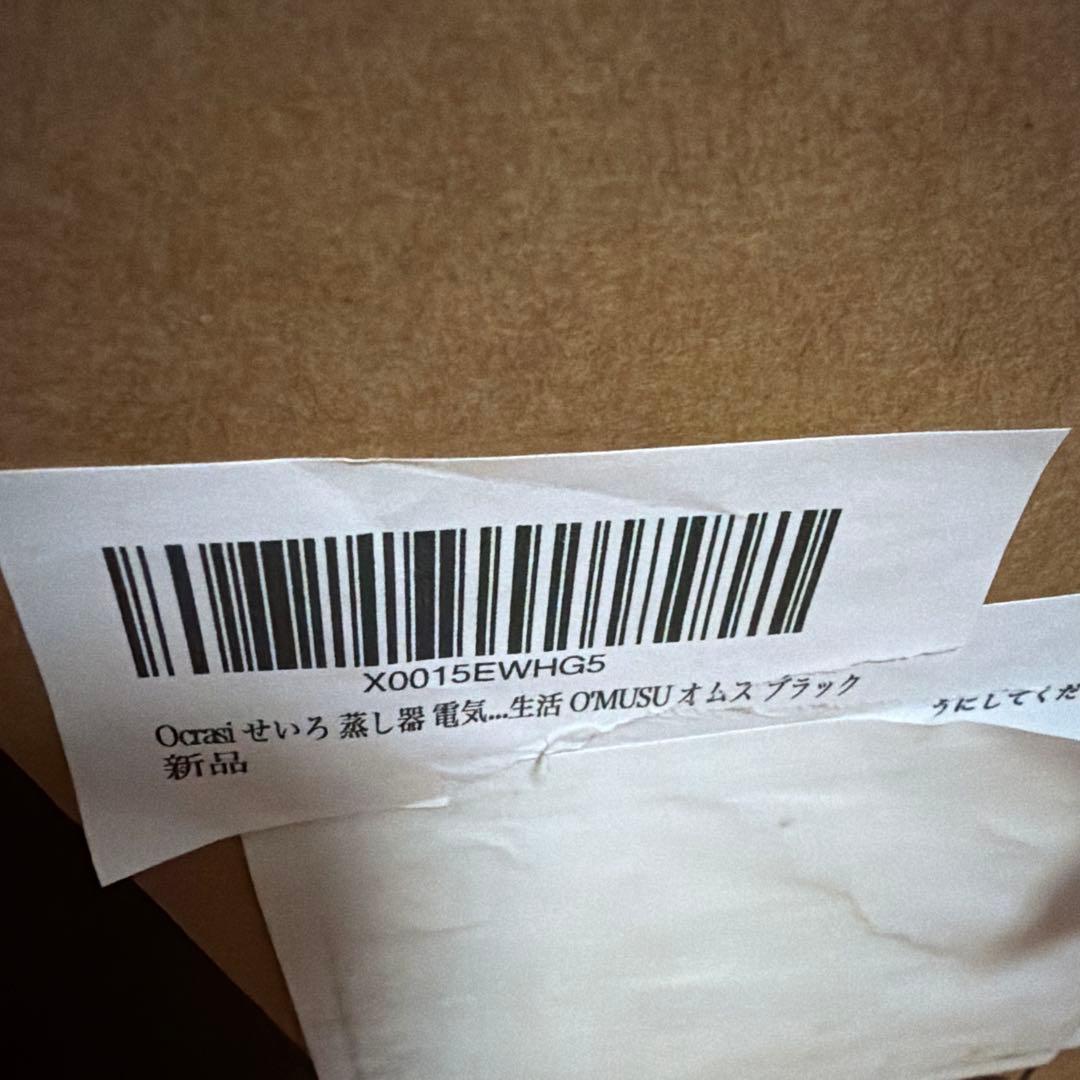 X0015EWHG5
Ocrasi せいろ 蒸し器 電気...生活 O'MUSU オムス ブラック
新品
うにしてくだ